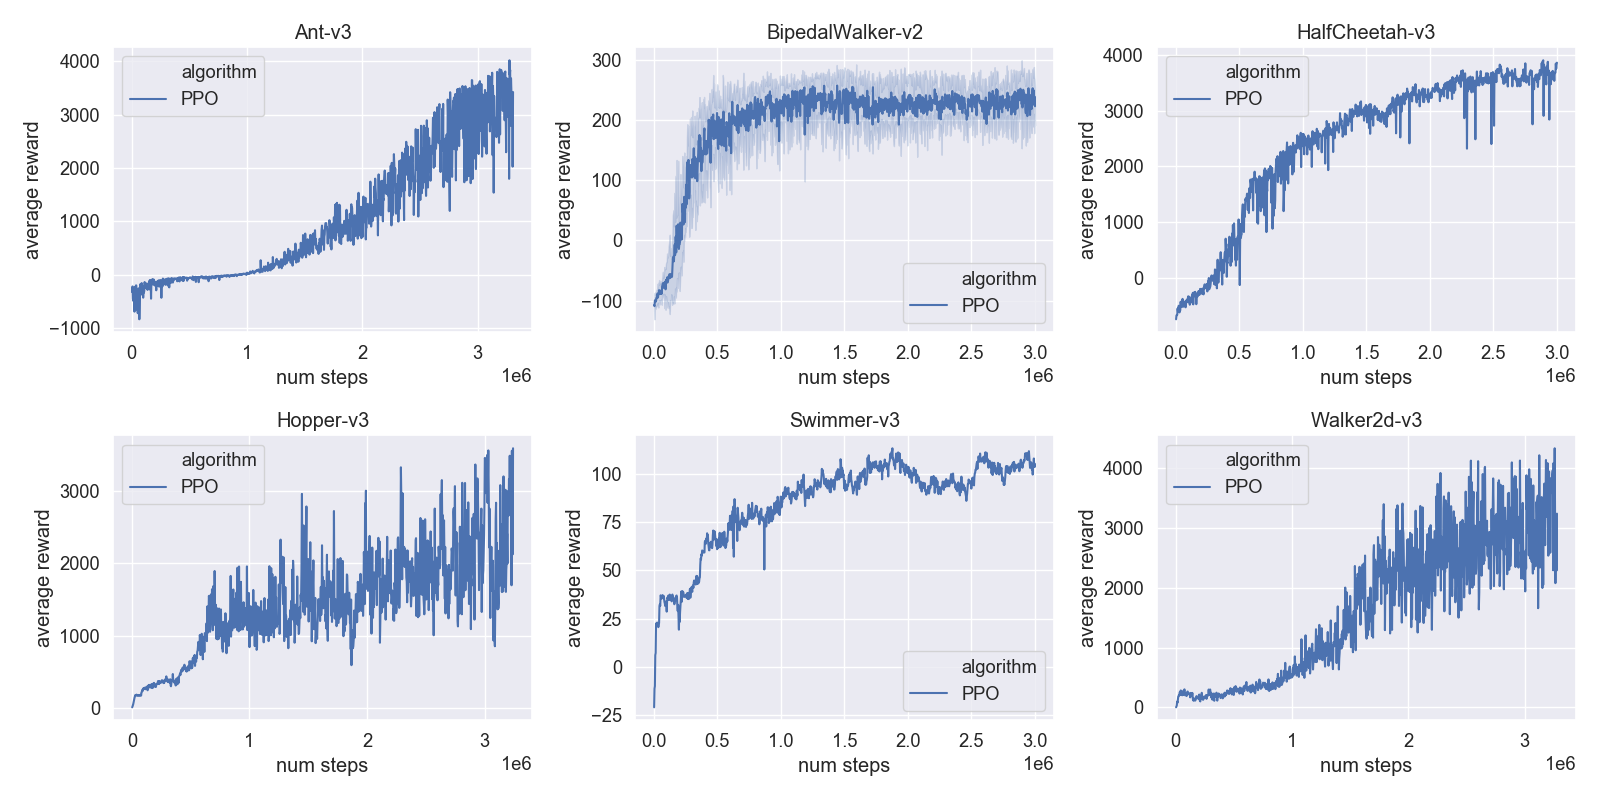 Ant-v3
algorithm
PPO
average reward
4000
3000
2000
1000
0
−1000
0 1 2 3
num steps
1e6
BipedalWalker-v2
average reward
300
200
100
0
−100
algorithm
PPO
0.0 0.5 1.0 1.5 2.0 2.5 3.0
num steps
1e6
HalfCheetah-v3
algorithm
PPO
average reward
4000
3000
2000
1000
0
0.0 0.5 1.0 1.5 2.0 2.5 3.0
num steps
1e6
Hopper-v3
algorithm
PPO
average reward
3000
2000
1000
0
0 1 2 3
num steps
1e6
Swimmer-v3
average reward
100
75
50
25
0
−25
algorithm
PPO
0.0 0.5 1.0 1.5 2.0 2.5 3.0
num steps
1e6
Walker2d-v3
algorithm
PPO
average reward
4000
3000
2000
1000
0
0 1 2 3
num steps
1e6